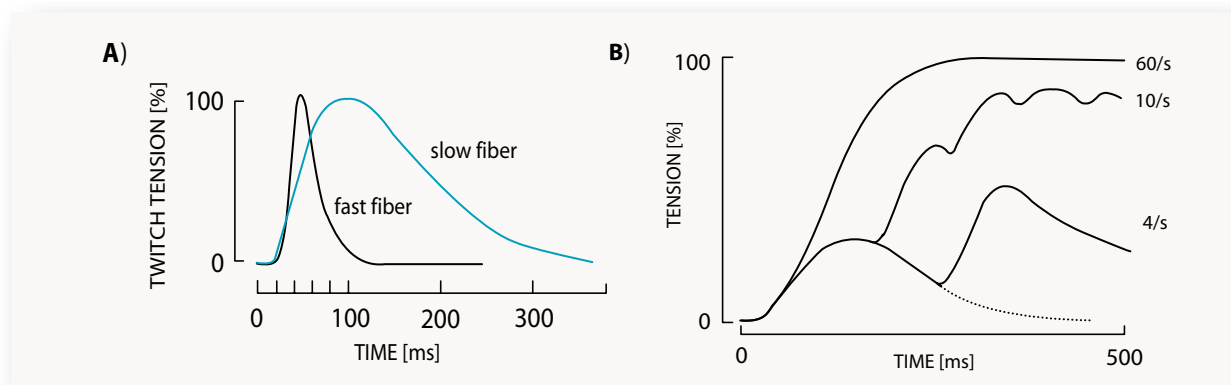 A)
TWITCH TENSION [%]
100
0
slow fiber
fast fiber
0 100 200 300
TIME [ms]
B)
TENSION [%]
100
0
60/s
10/s
4/s
0 500
TIME [ms]